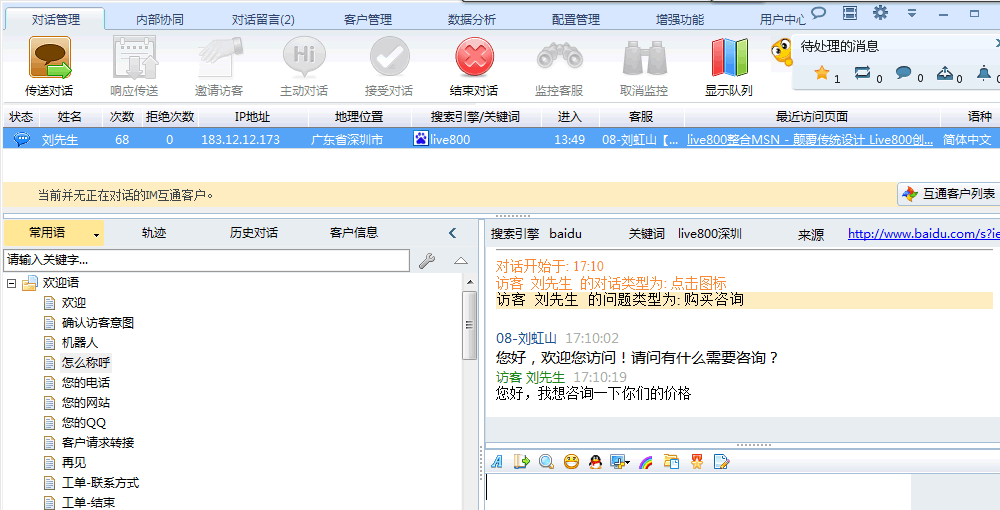 对话管理 内部协同 对话留言(2) 客户管理 数据分析 配置管理 增强功能 用户中心
待处理的消息
1 0 0 0 0
传送对话 响应传送 邀请访客 主动对话 接受对话 结束对话 监控客服 取消监控 显示队列
状态 姓名 次数 拒绝次数 IP地址 地理位置 搜索引擎/关键词 进入 客服 最近访问页面 语种
刘先生 68 0 183.12.12.173 广东省深圳市 live800 13:49 08-刘虹山【... live800整合MSN - 颠覆传统设计 Live800创... 简体中文
当前并无正在对话的IM互通客户。 互通客户列表
常用语 轨迹 历史对话 客户信息
搜索引擎 baidu 关键词 live800深圳 来源 http://www.baidu.com/s?ie
请输入关键字...
欢迎语
欢迎
确认访客意图
机器人
怎么称呼
您的电话
您的网站
您的QQ
客户请求转接
再见
工单-联系方式
工单-结束
对话开始于: 17:10
访客 刘先生 的对话类型为: 点击图标
访客 刘先生 的问题类型为: 购买咨询
08-刘虹山 17:10:02
您好，欢迎您访问！请问有什么需要咨询？
访客 刘先生 17:10:19
您好，我想咨询一下你们的价格